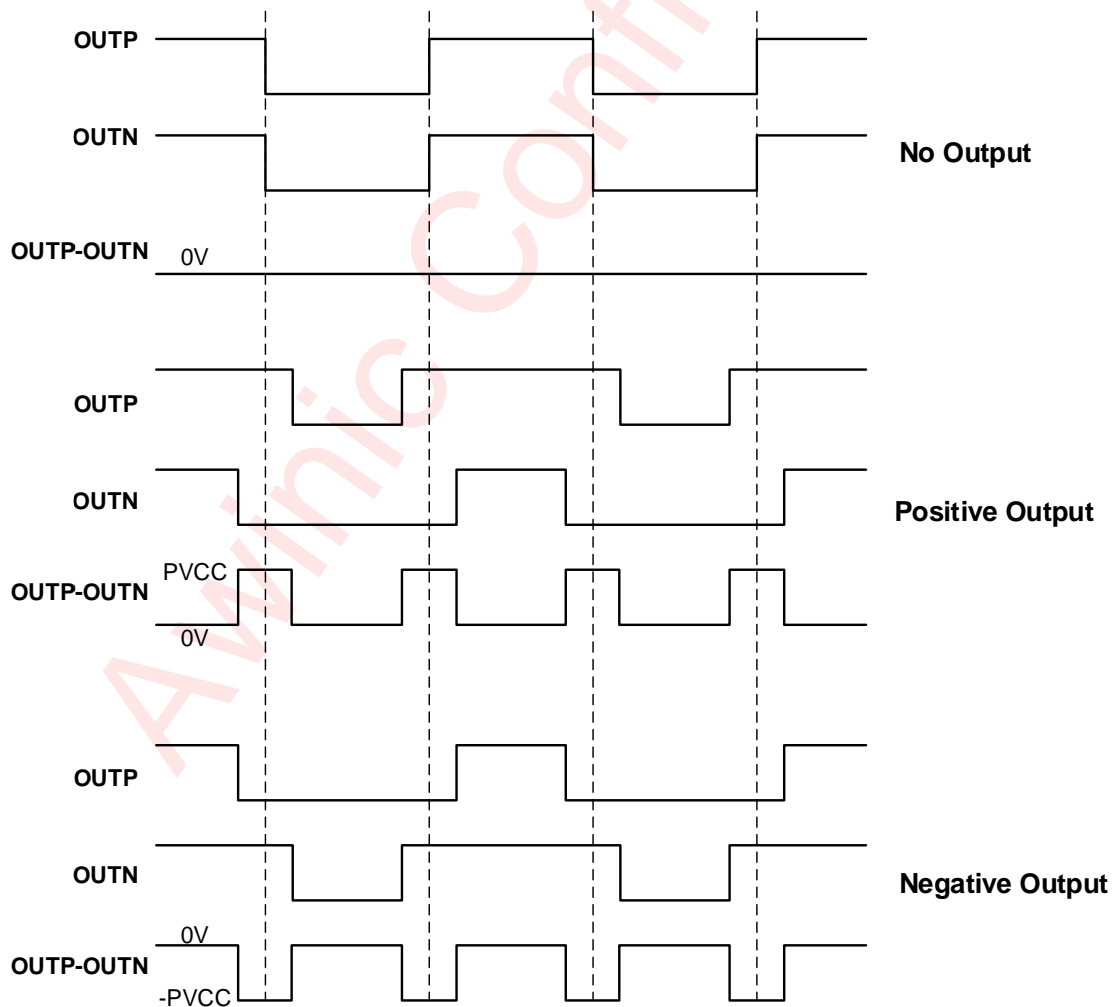 OUTP
OUTN
No Output
OUTP-OUTN
0V
OUTP
OUTN
Positive Output
PVCC
OUTP-OUTN
0V
OUTP
OUTN
Negative Output
0V
OUTP-OUTN
-PVCC
Awinic Conf